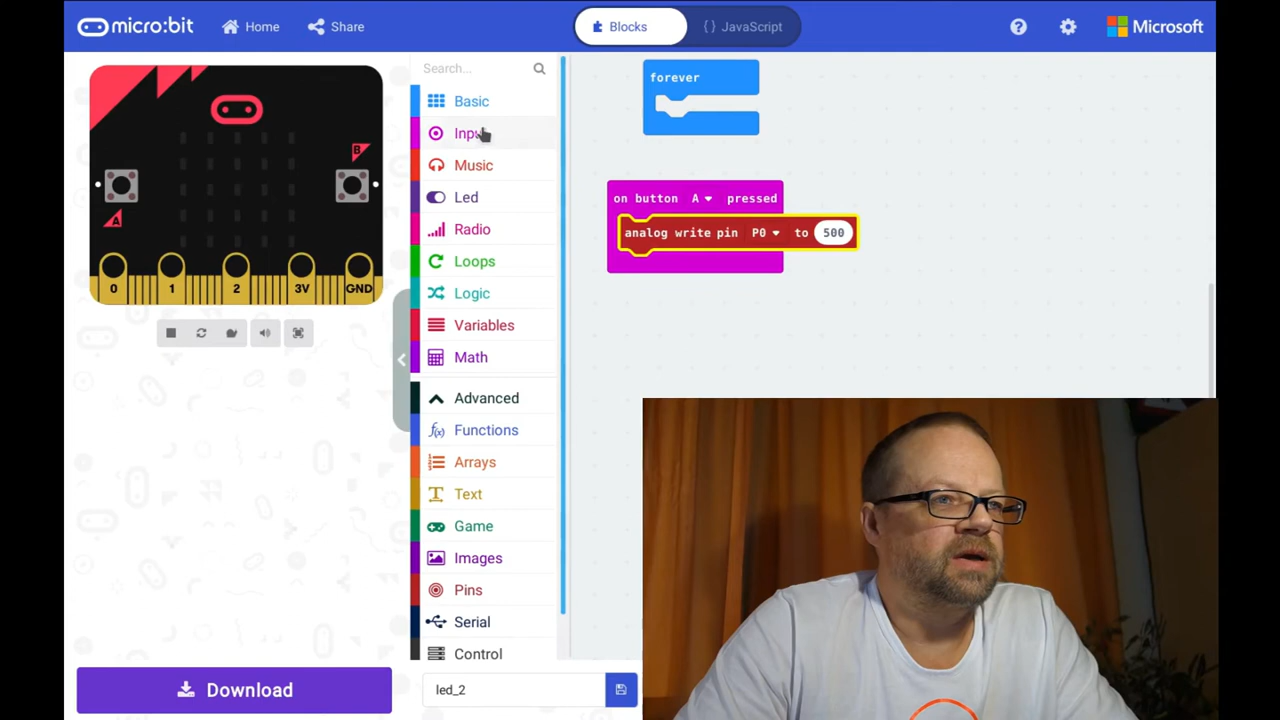 micro:bit Home Share Blocks {} JavaScript ? Microsoft
Search...
Basic
Inpu
Music
Led
Radio
Loops
Logic
Variables
Math
Advanced
f(x) Functions
Arrays
Text
Game
Images
Pins
Serial
Control
B
A
0 1 2 3V GND
Download
led_2
forever
on button A pressed
analog write pin P0 to 500